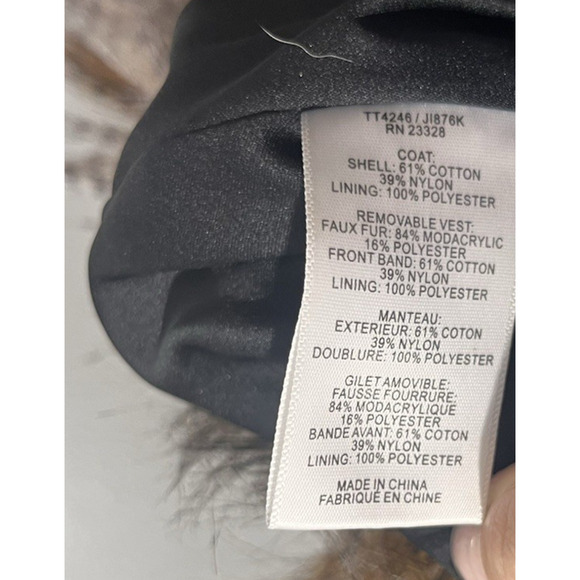 TT4246 / JI876K
RN 23328
COAT:
SHELL: 61% COTTON
39% NYLON
LINING: 100% POLYESTER
REMOVABLE VEST:
FAUX FUR: 84% MODACRYLIC
16% POLYESTER
FRONT BAND: 61% COTTON
39% NYLON
LINING: 100% POLYESTER
MANTEAU:
EXTERIEUR: 61% COTON
39% NYLON
DOUBLURE: 100% POLYESTER
GILET AMOVIBLE:
FAUSSE FOURRURE:
84% MODACRYLIQUE
16% POLYESTER
BANDE AVANT: 61% COTON
39% NYLON
LINING: 100% POLYESTER
MADE IN CHINA
FABRIQUÉ EN CHINE